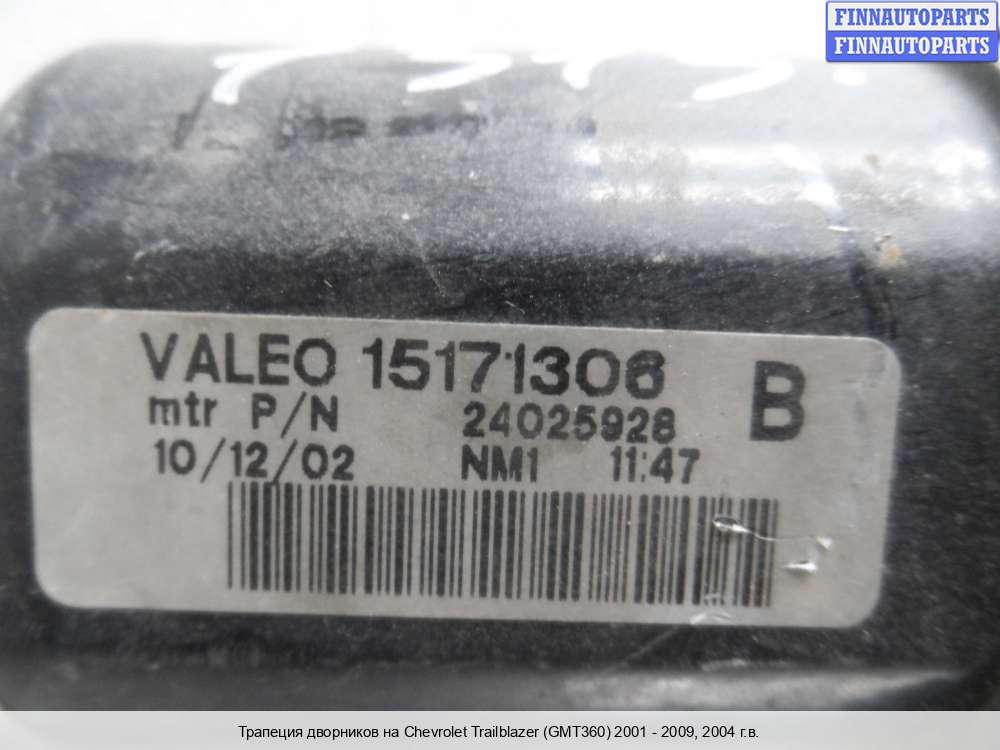 FINNAUTOPARTS
FINNAUTOPARTS
VALEO 15171306 B
mtr P/N 24025928
10/12/02 NM1 11:47
Трапеция дворников на Chevrolet Trailblazer (GMT360) 2001 - 2009, 2004 г.в.